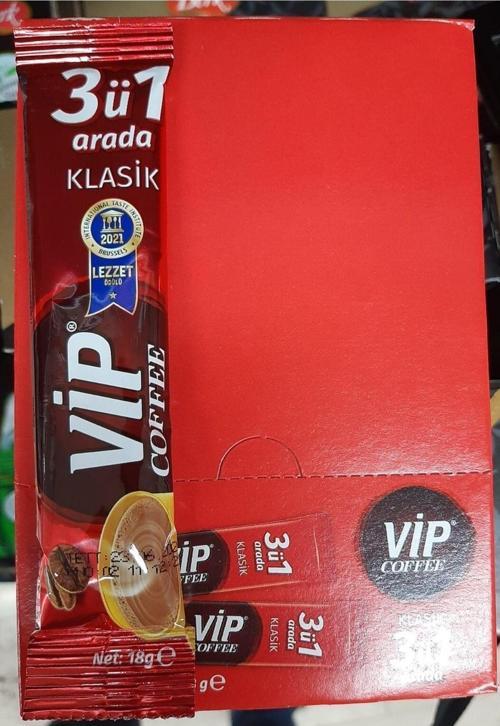 3ü1
arada
KLASİK
INTERNATIONAL TASTE INSTITUTE
2021
BRUSSELS
LEZZET
ÖDÜLÜ
ViP®
COFFEE
Net: 18g℮
3ü1
arada
KLASİK
COFFEE
3ü1
arada
KLASİK
ViP
COFFEE
g℮
ViP®
COFFEE
KLASİK
3ü1
arada